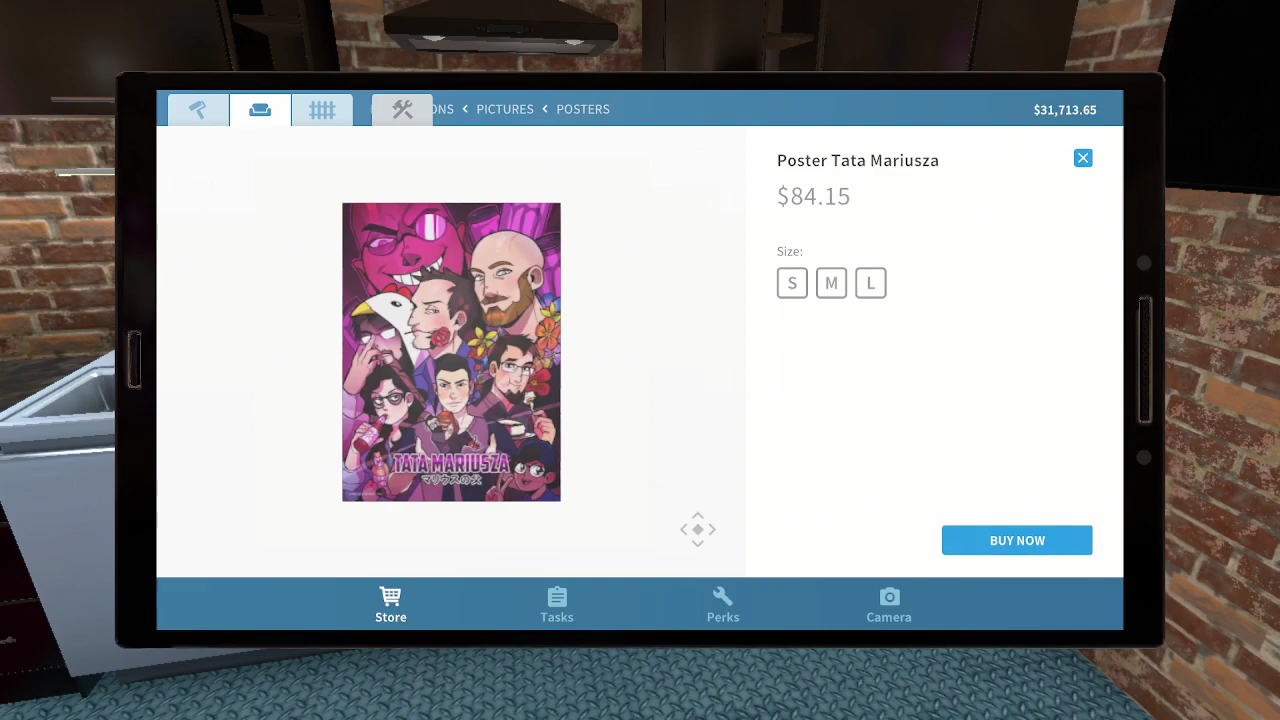 ONS < PICTURES < POSTERS
$31,713.65
Poster Tata Mariusza
$84.15
Size:
S M L
TATA MARIUSZA
マリウスの父
BUY NOW
Store Tasks Perks Camera